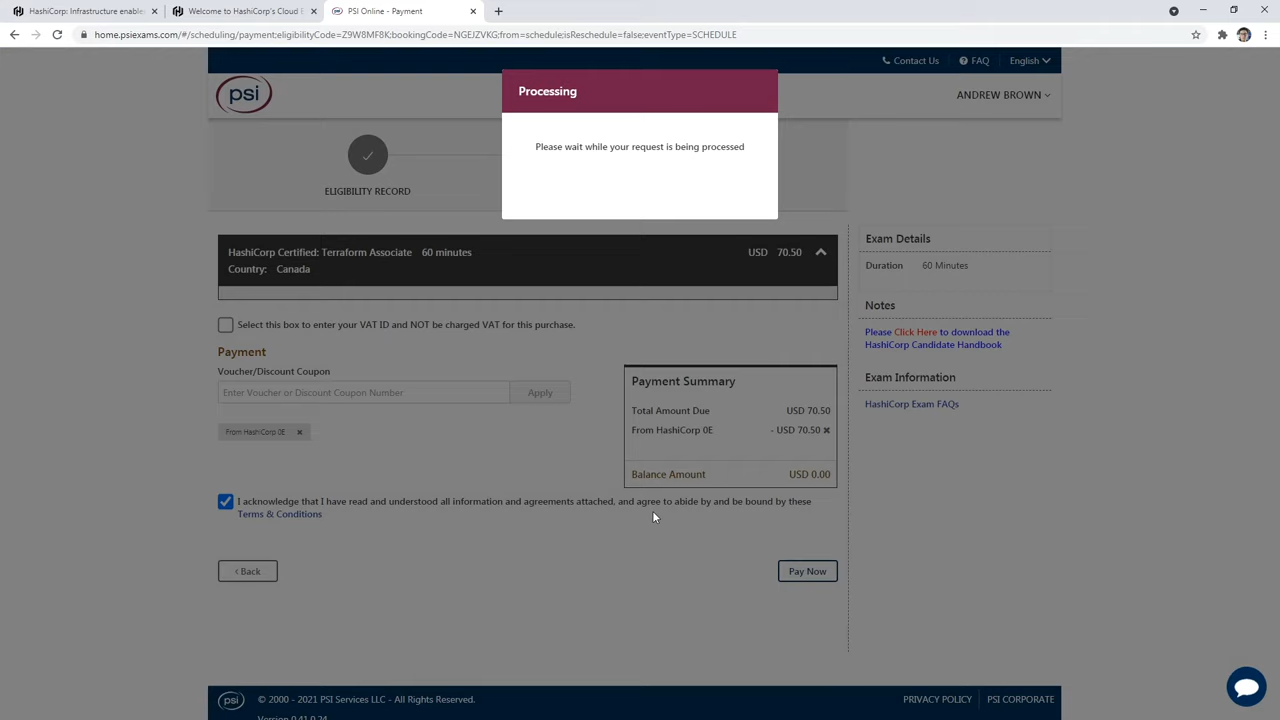 HashiCorp: Infrastructure enables
Welcome to HashiCorp's Cloud E
PSI Online - Payment
home.psiexams.com/#/scheduling/payment;eligibilityCode=Z9W8MF8K;bookingCode=NGEJZVKG;from=schedule;isReschedule=false;eventType=SCHEDULE
Contact Us
FAQ
English
psi
ANDREW BROWN
Processing
Please wait while your request is being processed
ELIGIBILITY RECORD
HashiCorp Certified: Terraform Associate 60 minutes USD 70.50
Country: Canada
Select this box to enter your VAT ID and NOT be charged VAT for this purchase.
Payment
Voucher/Discount Coupon
Enter Voucher or Discount Coupon Number
Apply
From HashiCorp 0E
Payment Summary
Total Amount Due USD 70.50
From HashiCorp 0E - USD 70.50
Balance Amount USD 0.00
I acknowledge that I have read and understood all information and agreements attached, and agree to abide by and be bound by these
Terms & Conditions
Back
Pay Now
Exam Details
Duration 60 Minutes
Notes
Please Click Here to download the
HashiCorp Candidate Handbook
Exam Information
HashiCorp Exam FAQs
psi
© 2000 - 2021 PSI Services LLC - All Rights Reserved.
PRIVACY POLICY
PSI CORPORATE
Version 0.41.0.24